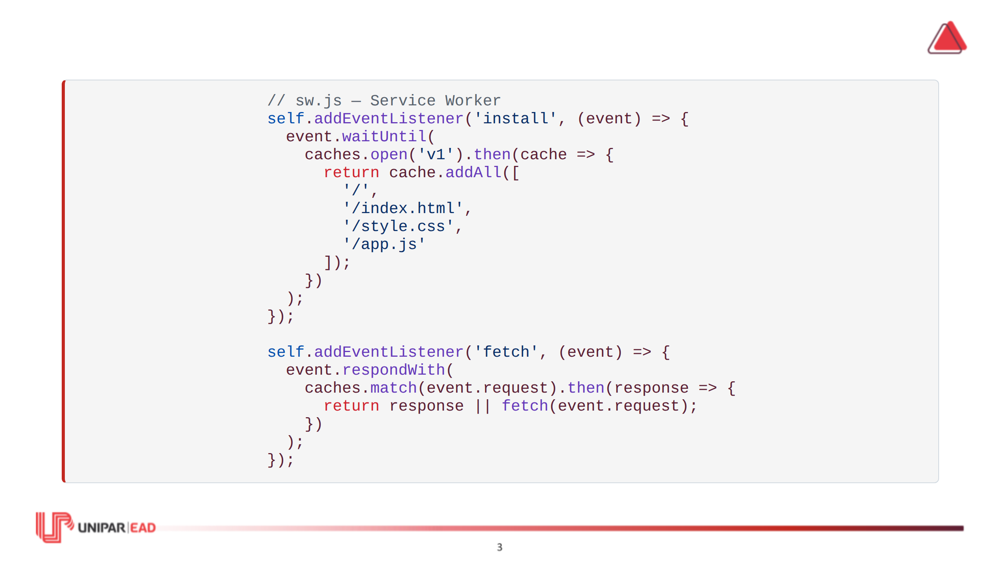 // sw.js — Service Worker
self.addEventListener('install', (event) => {
  event.waitUntil(
    caches.open('v1').then(cache => {
      return cache.addAll([
        '/',
        '/index.html',
        '/style.css',
        '/app.js'
      ]);
    })
  );
});

self.addEventListener('fetch', (event) => {
  event.respondWith(
    caches.match(event.request).then(response => {
      return response || fetch(event.request);
    })
  );
});
UNIPAR|EAD
3